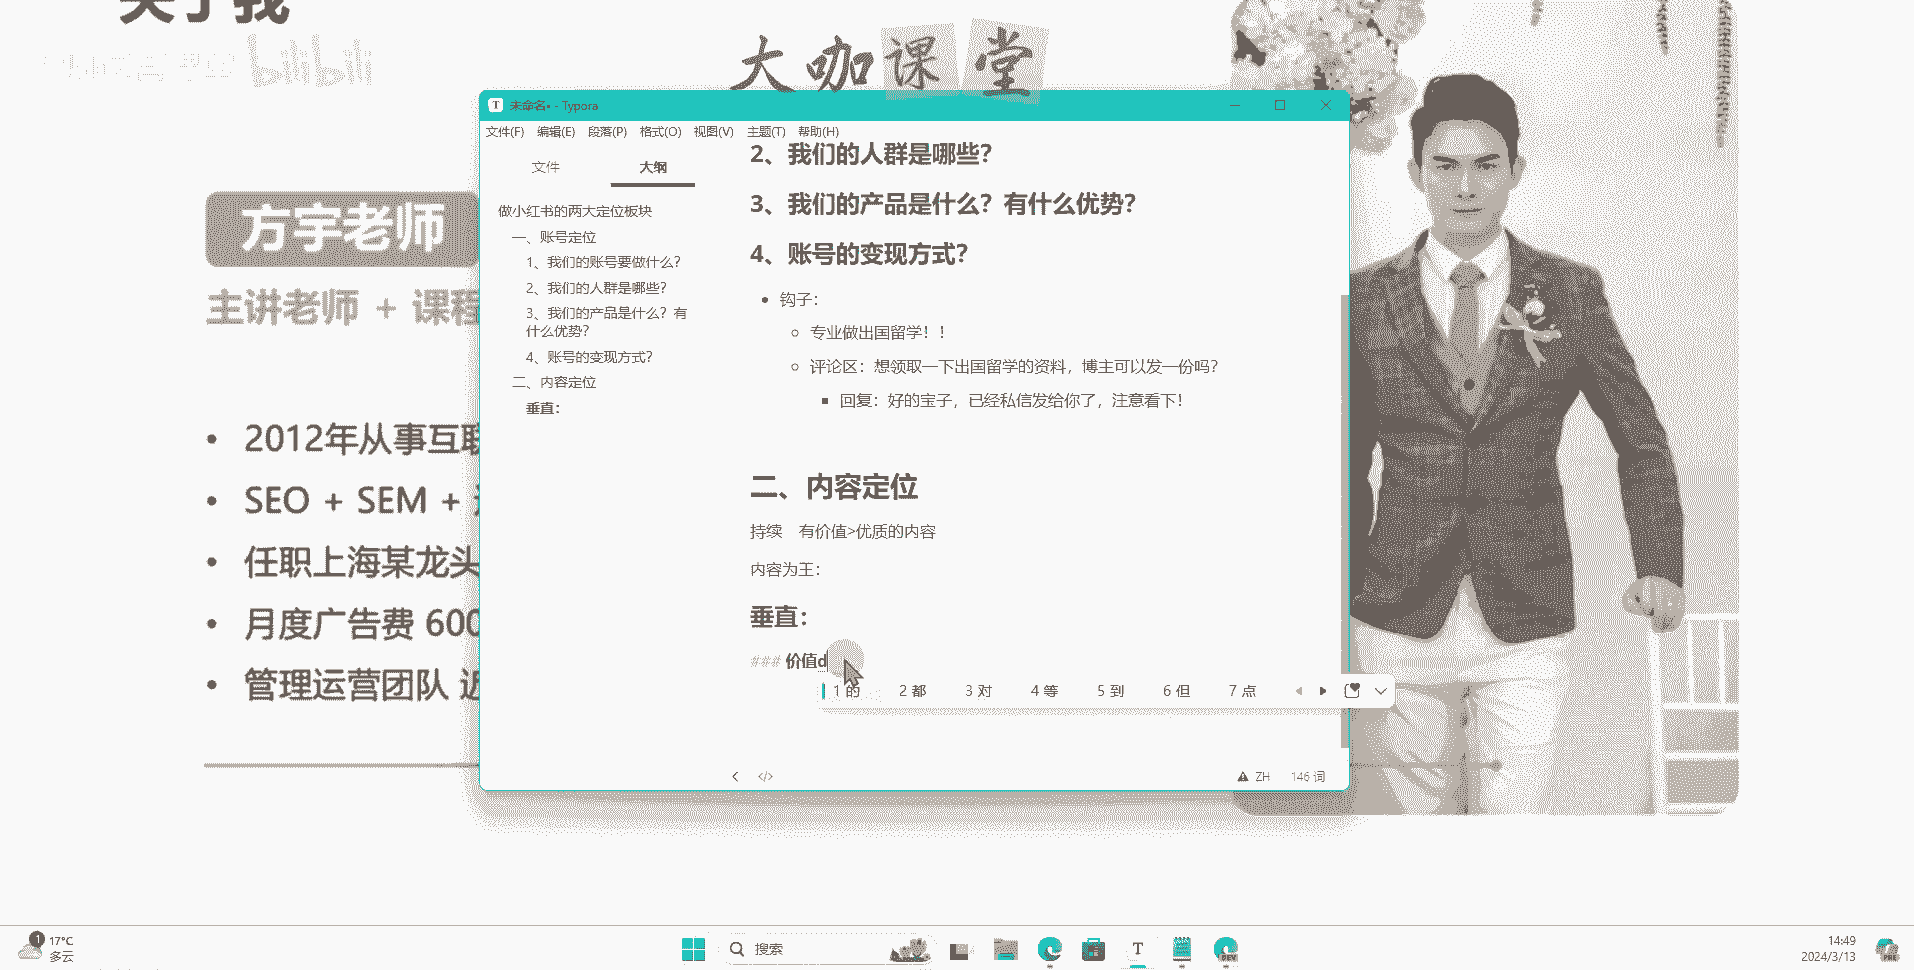 关于我
bilibili
大咖课堂
方宇老师
主讲老师 + 课程
• 2012年从事互联
• SEO + SEM +
• 任职上海某龙头
• 月度广告费 600
• 管理运营团队 近
T 未命名• - Typora
文件(F) 编辑(E) 段落(P) 格式(O) 视图(V) 主题(T) 帮助(H)
文件 大纲
做小红书的两大定位板块
一、账号定位
1、我们的账号要做什么？
2、我们的人群是哪些？
3、我们的产品是什么？有
什么优势？
4、账号的变现方式？
二、内容定位
垂直：
2、我们的人群是哪些？
3、我们的产品是什么？有什么优势？
4、账号的变现方式？
• 钩子：
专业做出国留学！！
评论区：想领取一下出国留学的资料，博主可以发一份吗？
回复：好的宝子，已经私信发给你了，注意看下！
二、内容定位
持续 有价值>优质的内容
内容为王：
垂直：
### 价值d
1 的 2 都 3 对 4 等 5 到 6 但 7 点
</> ZH 146 词
1 17°C
多云
搜索
T
DEV
14:49
2024/3/13
PRE